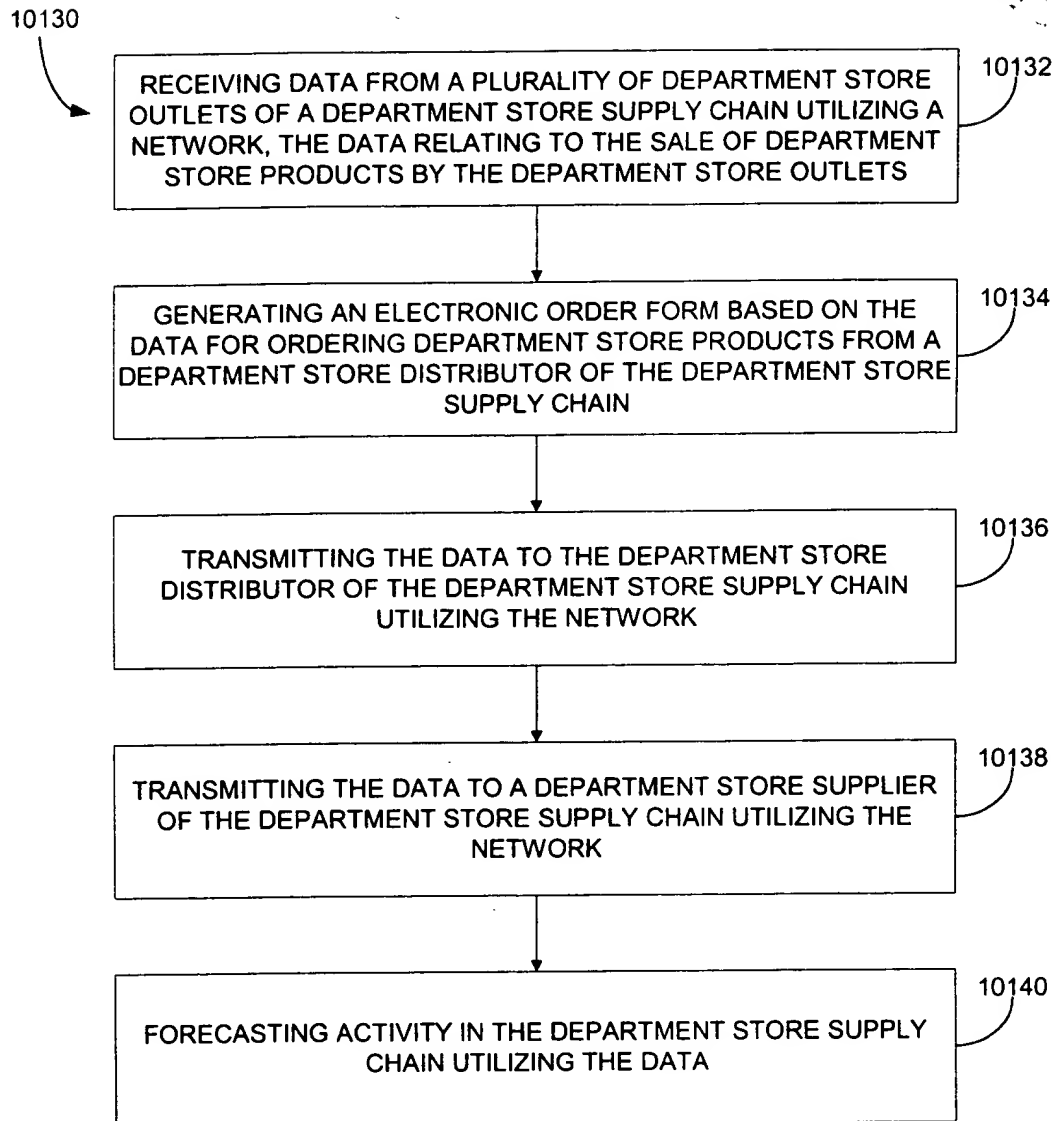 10130
RECEIVING DATA FROM A PLURALITY OF DEPARTMENT STORE
OUTLETS OF A DEPARTMENT STORE SUPPLY CHAIN UTILIZING A
NETWORK, THE DATA RELATING TO THE SALE OF DEPARTMENT
STORE PRODUCTS BY THE DEPARTMENT STORE OUTLETS
10132
GENERATING AN ELECTRONIC ORDER FORM BASED ON THE
DATA FOR ORDERING DEPARTMENT STORE PRODUCTS FROM A
DEPARTMENT STORE DISTRIBUTOR OF THE DEPARTMENT STORE
SUPPLY CHAIN
10134
TRANSMITTING THE DATA TO THE DEPARTMENT STORE
DISTRIBUTOR OF THE DEPARTMENT STORE SUPPLY CHAIN
UTILIZING THE NETWORK
10136
TRANSMITTING THE DATA TO A DEPARTMENT STORE SUPPLIER
OF THE DEPARTMENT STORE SUPPLY CHAIN UTILIZING THE
NETWORK
10138
FORECASTING ACTIVITY IN THE DEPARTMENT STORE SUPPLY
CHAIN UTILIZING THE DATA
10140